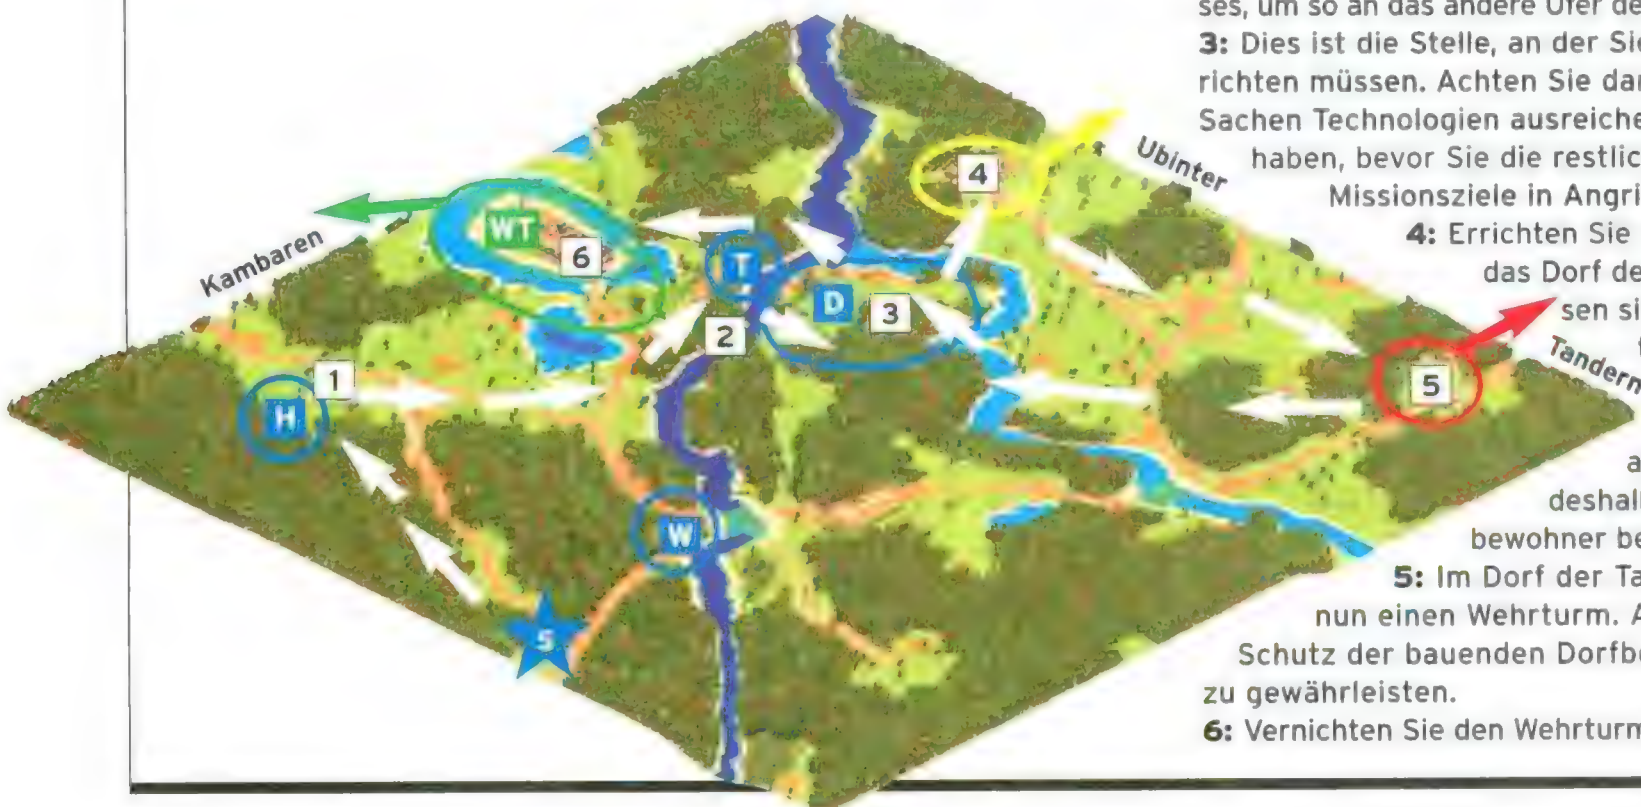 ses, um so an das andere Ufer de
3: Dies ist die Stelle, an der Sie
richten müssen. Achten Sie dar
Sachen Technologien ausreiche
haben, bevor Sie die restlic
Missionsziele in Angri
4: Errichten Sie
das Dorf de
sen si
a
deshal
bewohner be
5: Im Dorf der Ta
nun einen Wehrturm. A
Schutz der bauenden Dorfb
zu gewährleisten.
6: Vernichten Sie den Wehrturm
Kambaren
Ubinter
Tandern
WT
6
T
D
3
2
4
5
1
H
W
S